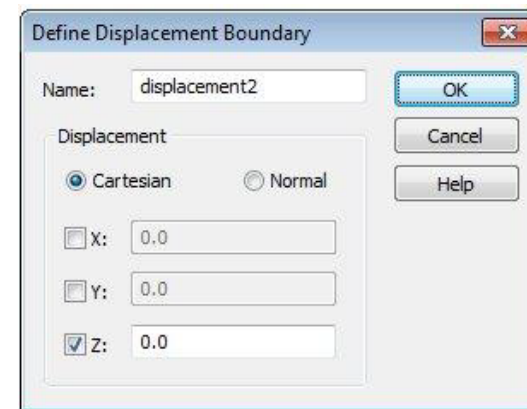 Define Displacement Boundary
Name: displacement2
OK
Displacement
Cancel
Cartesian Normal
Help
X: 0.0
Y: 0.0
Z: 0.0